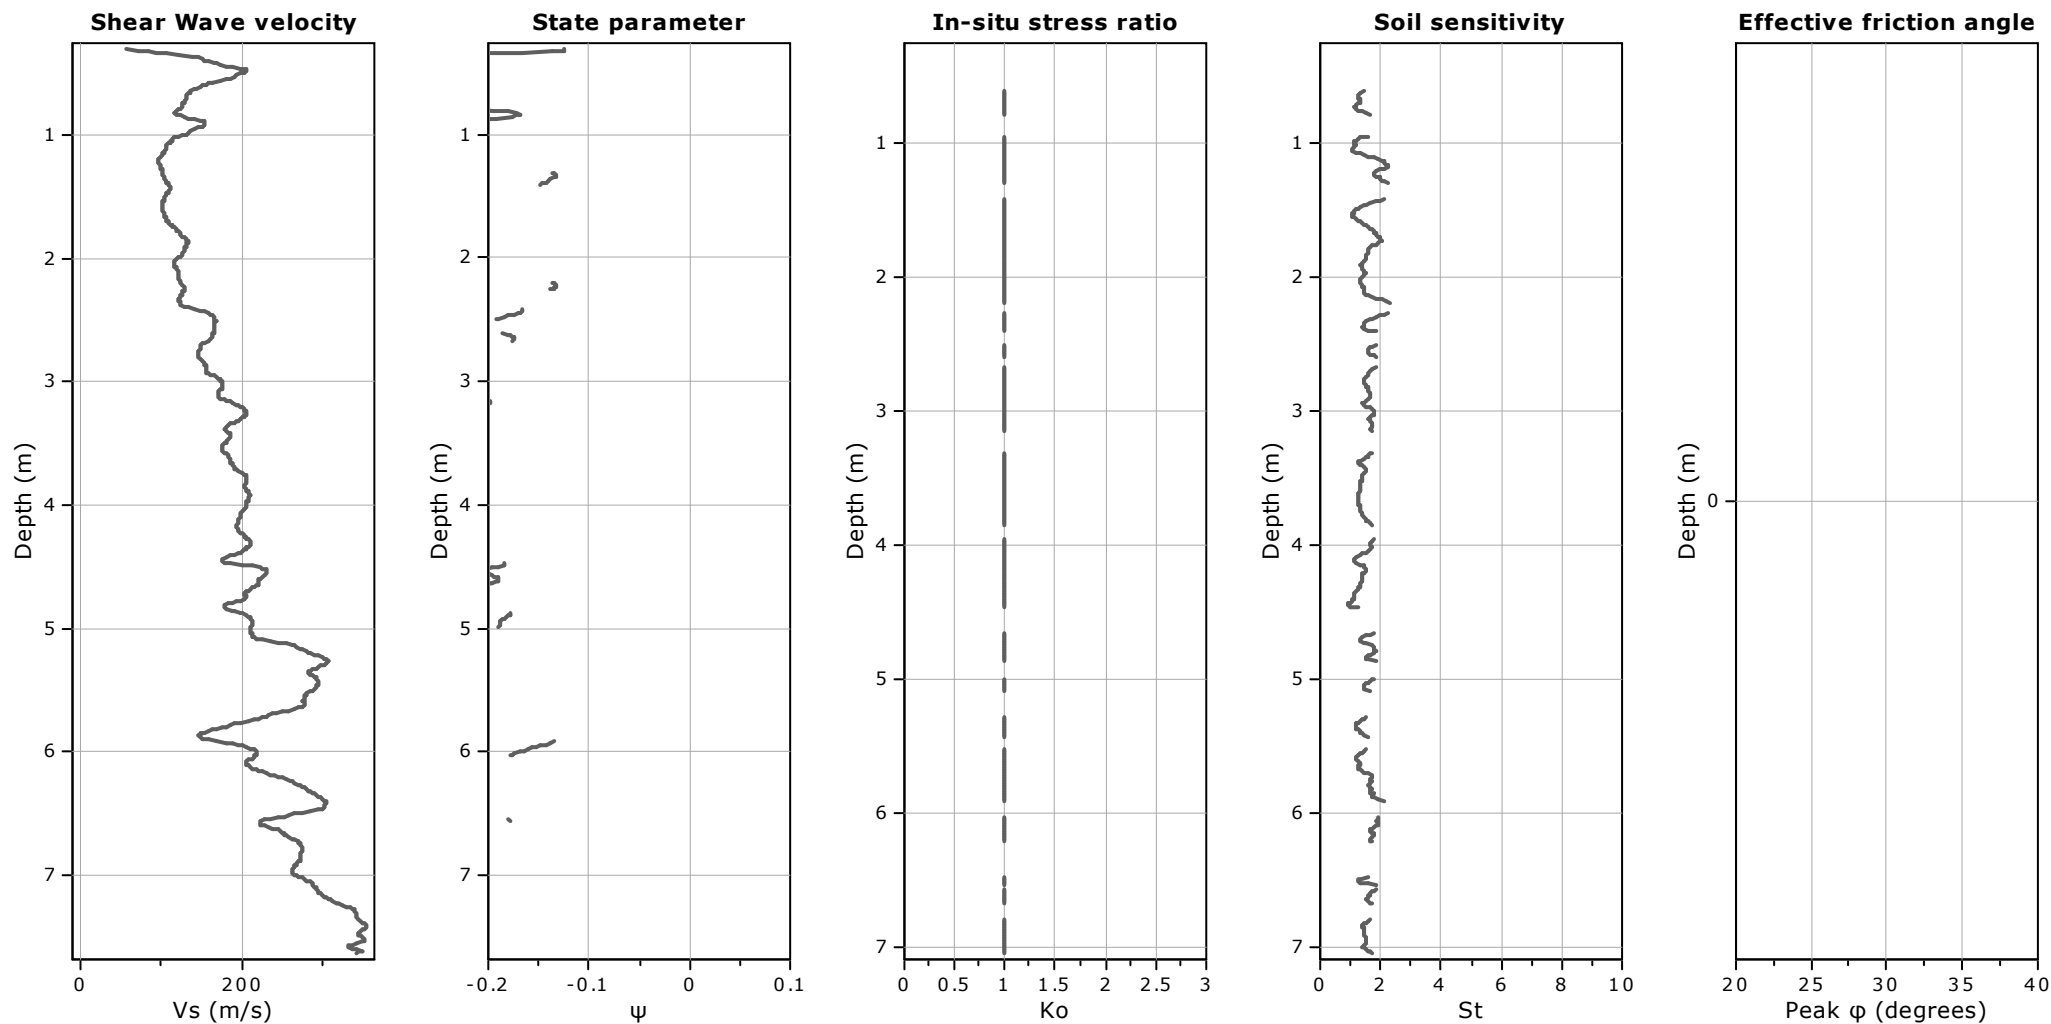 Shear Wave velocity
Depth (m)
1
2
3
4
5
6
7
0 200
Vs (m/s)
State parameter
Depth (m)
1
2
3
4
5
6
7
-0.2 -0.1 0 0.1
ψ
In-situ stress ratio
Depth (m)
1
2
3
4
5
6
7
0 0.5 1 1.5 2 2.5 3
Ko
Soil sensitivity
Depth (m)
1
2
3
4
5
6
7
0 2 4 6 8 10
St
Effective friction angle
Depth (m)
0
20 25 30 35 40
Peak φ (degrees)